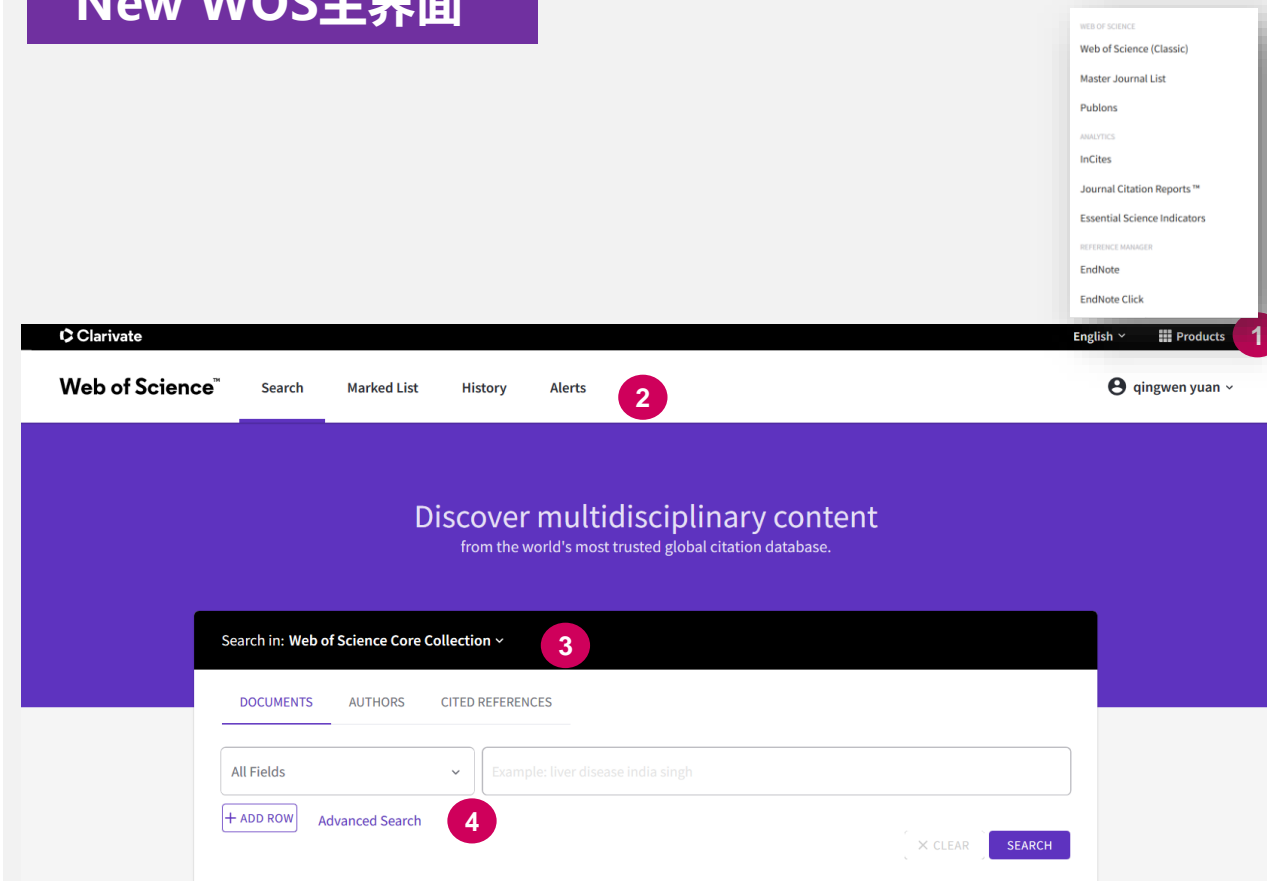 New WOS主界面
WEB OF SCIENCE
Web of Science (Classic)
Master Journal List
Publons
ANALYTICS
InCites
Journal Citation Reports™
Essential Science Indicators
REFERENCE MANAGER
EndNote
EndNote Click
Clarivate
English
Products
1
Web of Science™
Search
Marked List
History
Alerts
2
qingwen yuan
Discover multidisciplinary content
from the world's most trusted global citation database.
Search in: Web of Science Core Collection
3
DOCUMENTS
AUTHORS
CITED REFERENCES
All Fields
Example: liver disease india singh
+ ADD ROW
Advanced Search
4
× CLEAR
SEARCH